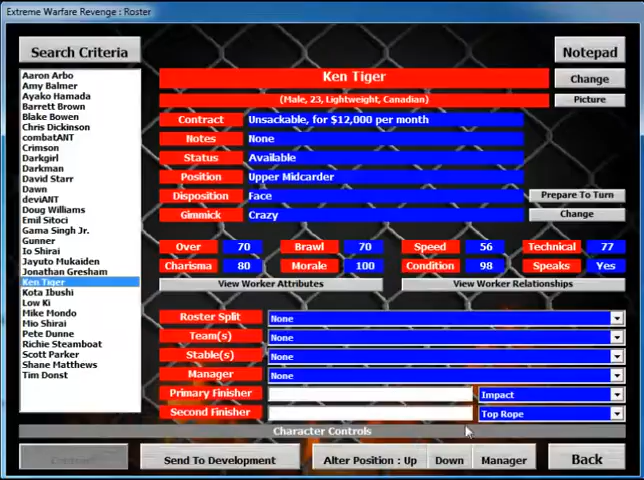 Extreme Warfare Revenge : Roster
Search Criteria
Notepad
Ken Tiger
Change
(Male, 23, Lightweight, Canadian)
Picture
Aaron Arbo
Amy Balmer
Ayako Hamada
Barrett Brown
Blake Bowen
Chris Dickinson
combatANT
Crimson
Darkgirl
Darkman
David Starr
Dawn
deviANT
Doug Williams
Emil Sitoci
Gama Singh Jr.
Gunner
Io Shirai
Jayuto Mukaiden
Jonathan Gresham
Ken Tiger
Kota Ibushi
Low Ki
Mike Mondo
Mio Shirai
Pete Dunne
Richie Steamboat
Scott Parker
Shane Matthews
Tim Donst
Contract Unsackable, for $12,000 per month
Notes None
Status Available
Position Upper Midcarder
Disposition Face Prepare To Turn
Gimmick Crazy Change
Over 70 Brawl 70 Speed 56 Technical 77
Charisma 80 Morale 100 Condition 98 Speaks Yes
View Worker Attributes View Worker Relationships
Roster Split None
Team(s) None
Stable(s) None
Manager None
Primary Finisher Impact
Second Finisher Top Rope
Character Controls
Send To Development Alter Position : Up Down Manager Back